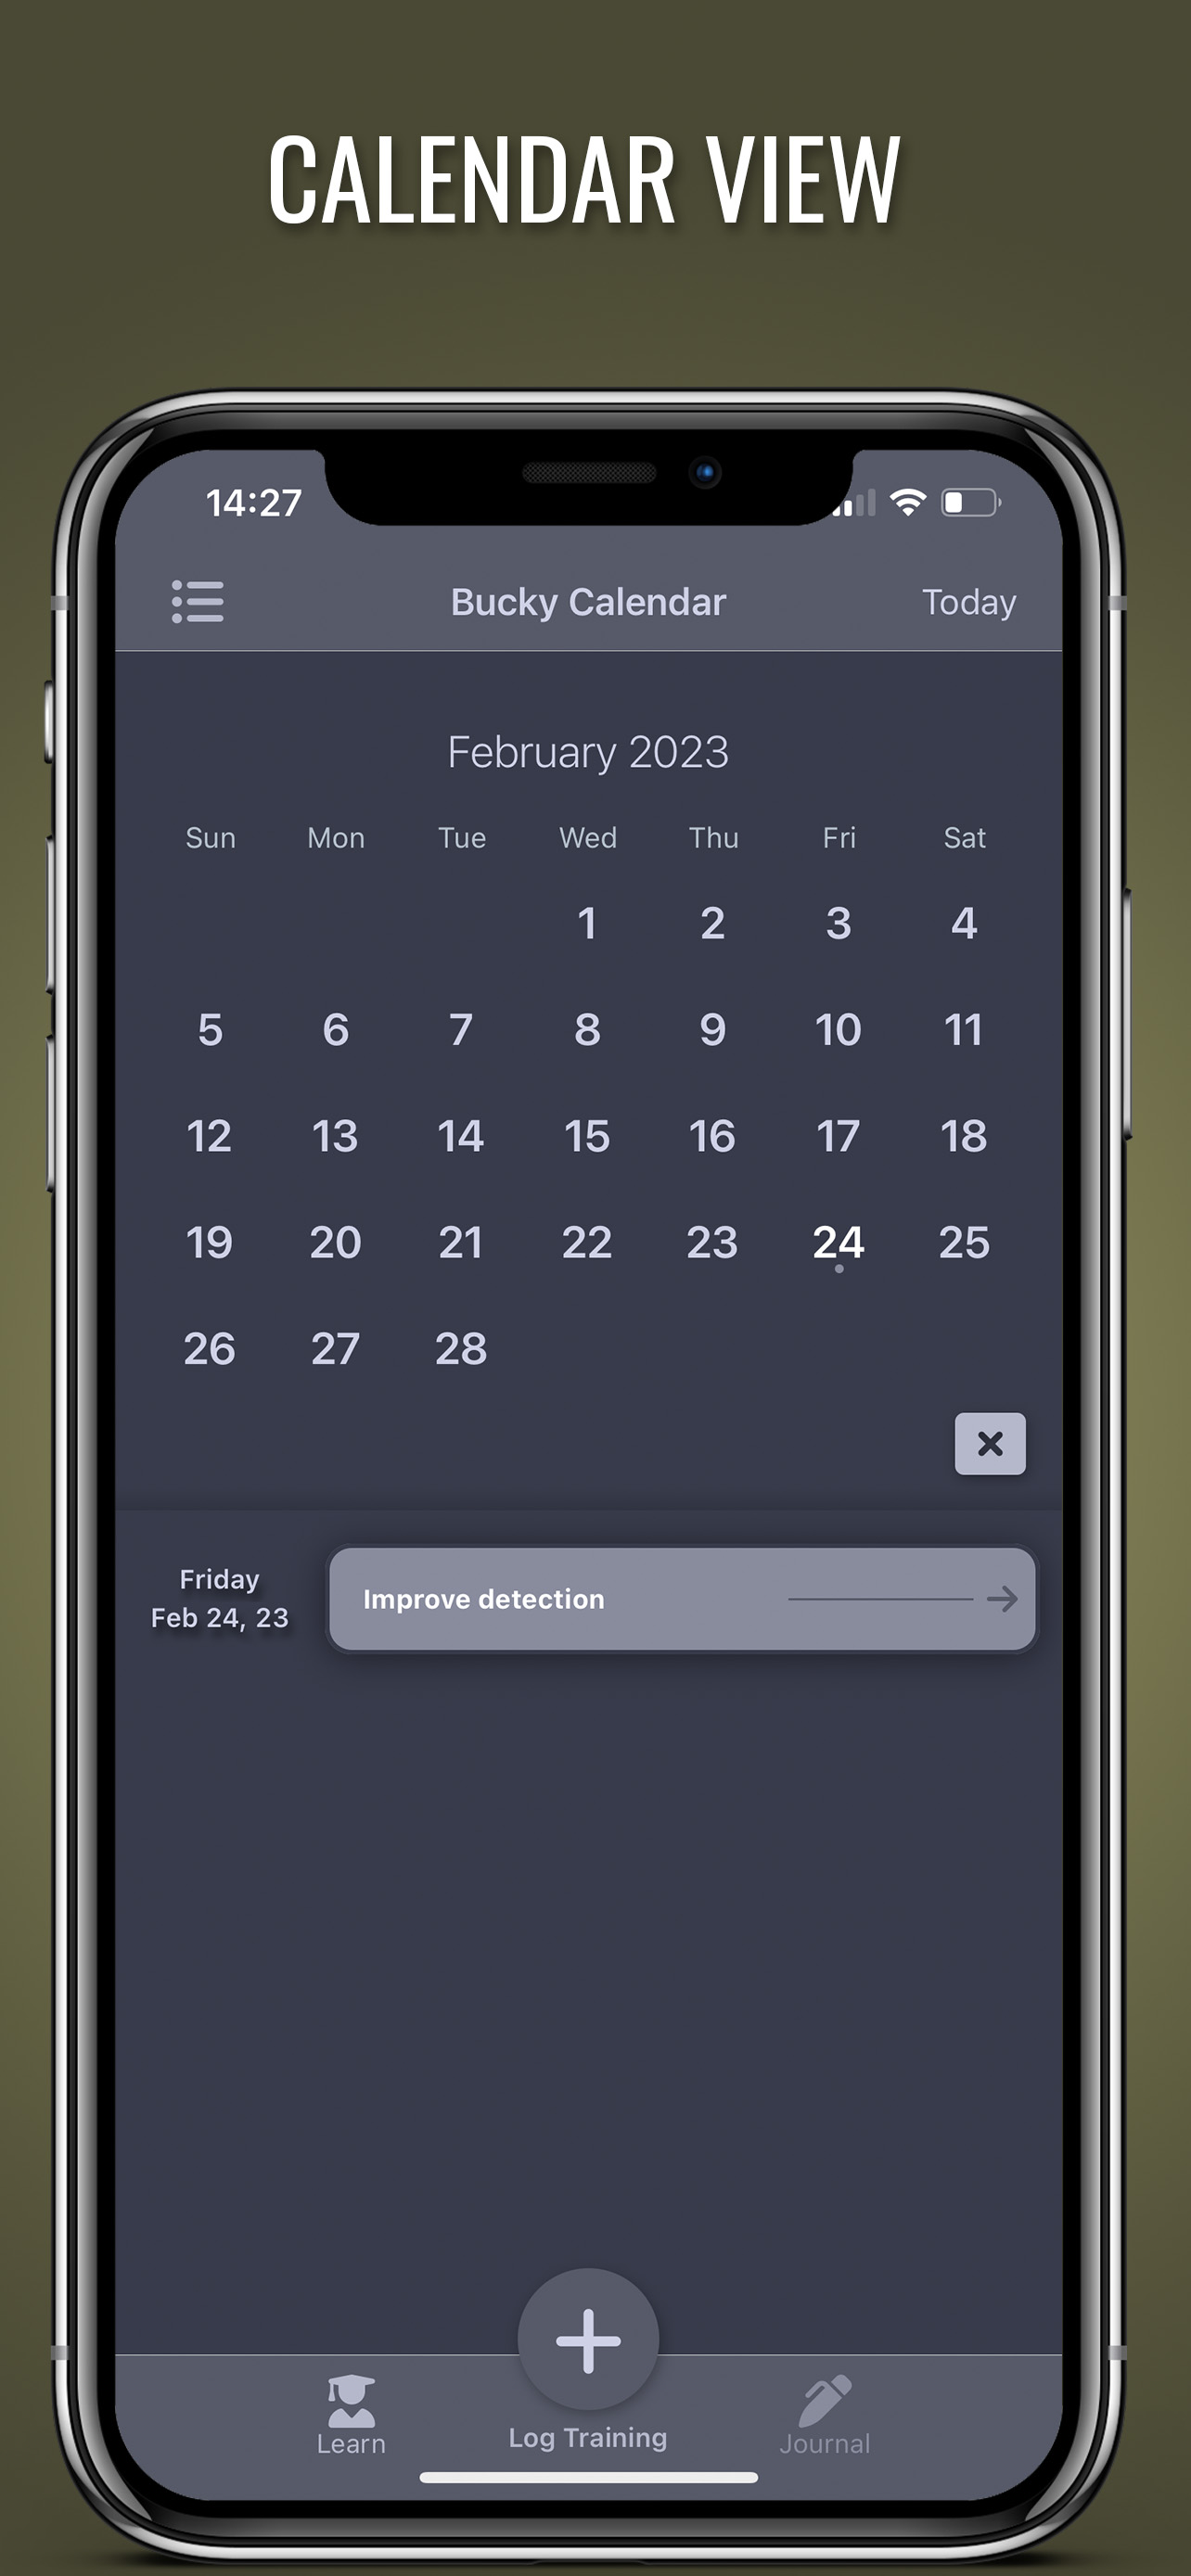 CALENDAR VIEW
14:27
Bucky Calendar Today
February 2023
Sun Mon Tue Wed Thu Fri Sat
1 2 3 4
5 6 7 8 9 10 11
12 13 14 15 16 17 18
19 20 21 22 23 24 25
26 27 28
Friday
Feb 24, 23
Improve detection
Learn Log Training Journal